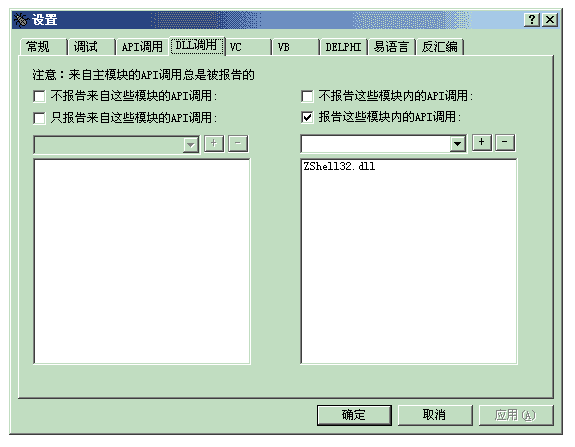 设置
常规 调试 API调用 DLL调用 VC VB DELPHI 易语言 反汇编
注意：来自主模块的API调用总是被报告的
不报告来自这些模块的API调用: 不报告这些模块内的API调用:
只报告来自这些模块的API调用: 报告这些模块内的API调用:
+ - + -
ZShell32.dll
确定 取消 应用(A)